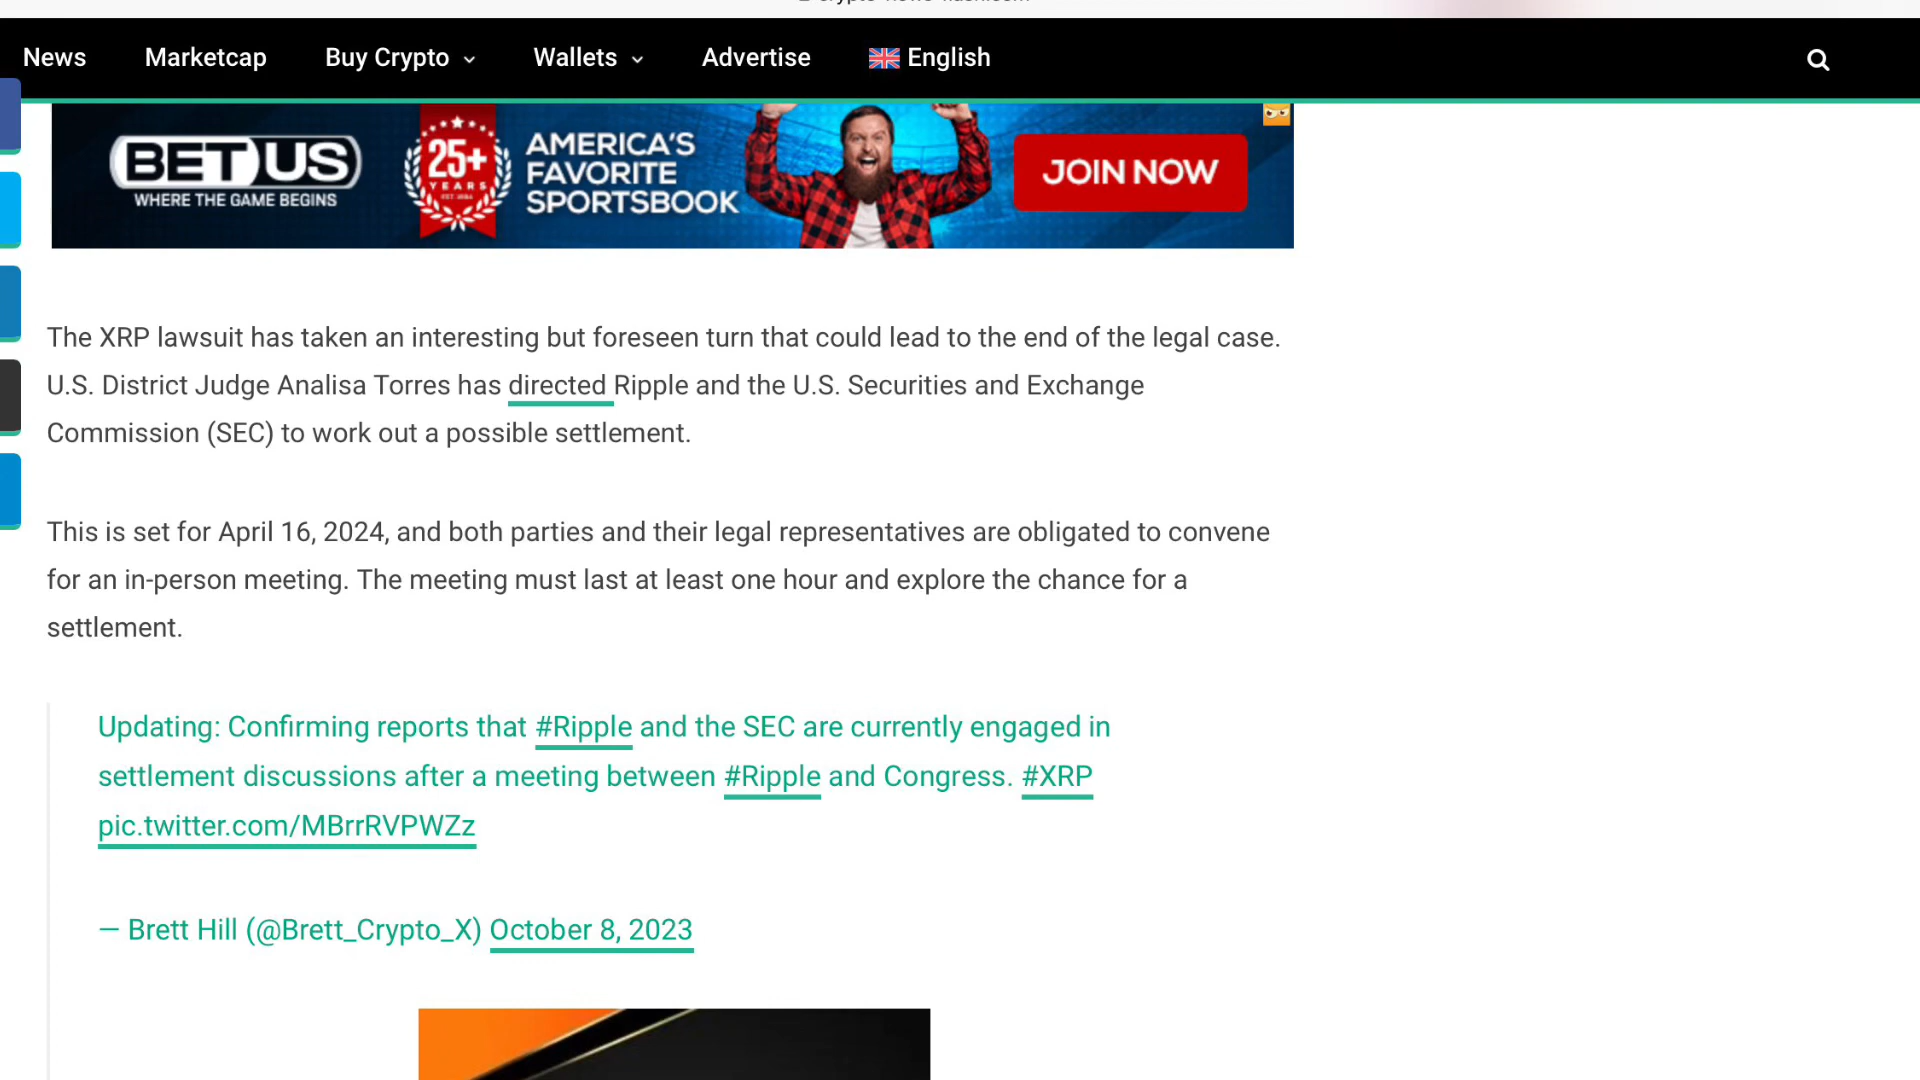 News Marketcap Buy Crypto Wallets Advertise English
BETUS 25+ AMERICA'S
YEARS FAVORITE JOIN NOW
WHERE THE GAME BEGINS SPORTSBOOK
The XRP lawsuit has taken an interesting but foreseen turn that could lead to the end of the legal case.
U.S. District Judge Analisa Torres has directed Ripple and the U.S. Securities and Exchange
Commission (SEC) to work out a possible settlement.
This is set for April 16, 2024, and both parties and their legal representatives are obligated to convene
for an in-person meeting. The meeting must last at least one hour and explore the chance for a
settlement.
Updating: Confirming reports that #Ripple and the SEC are currently engaged in
settlement discussions after a meeting between #Ripple and Congress. #XRP
pic.twitter.com/MBrrRVPWZz
— Brett Hill (@Brett_Crypto_X) October 8, 2023